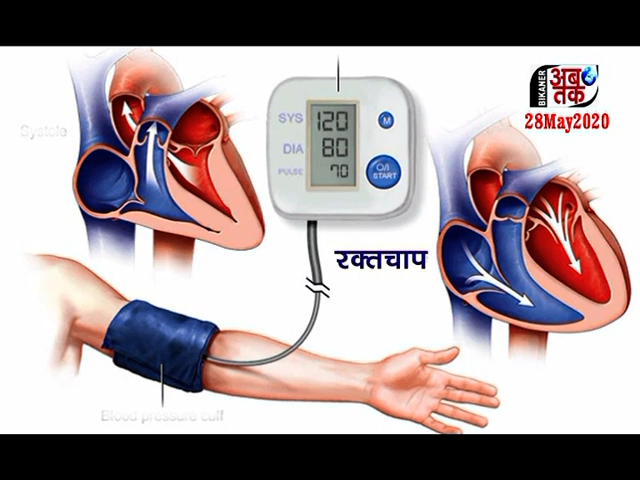 Systole
SYS 120
DIA 80
PULSE 70
M
O/I
START
BIKANER
अब
तक
28May2020
रक्तचाप
Blood pressure cuff